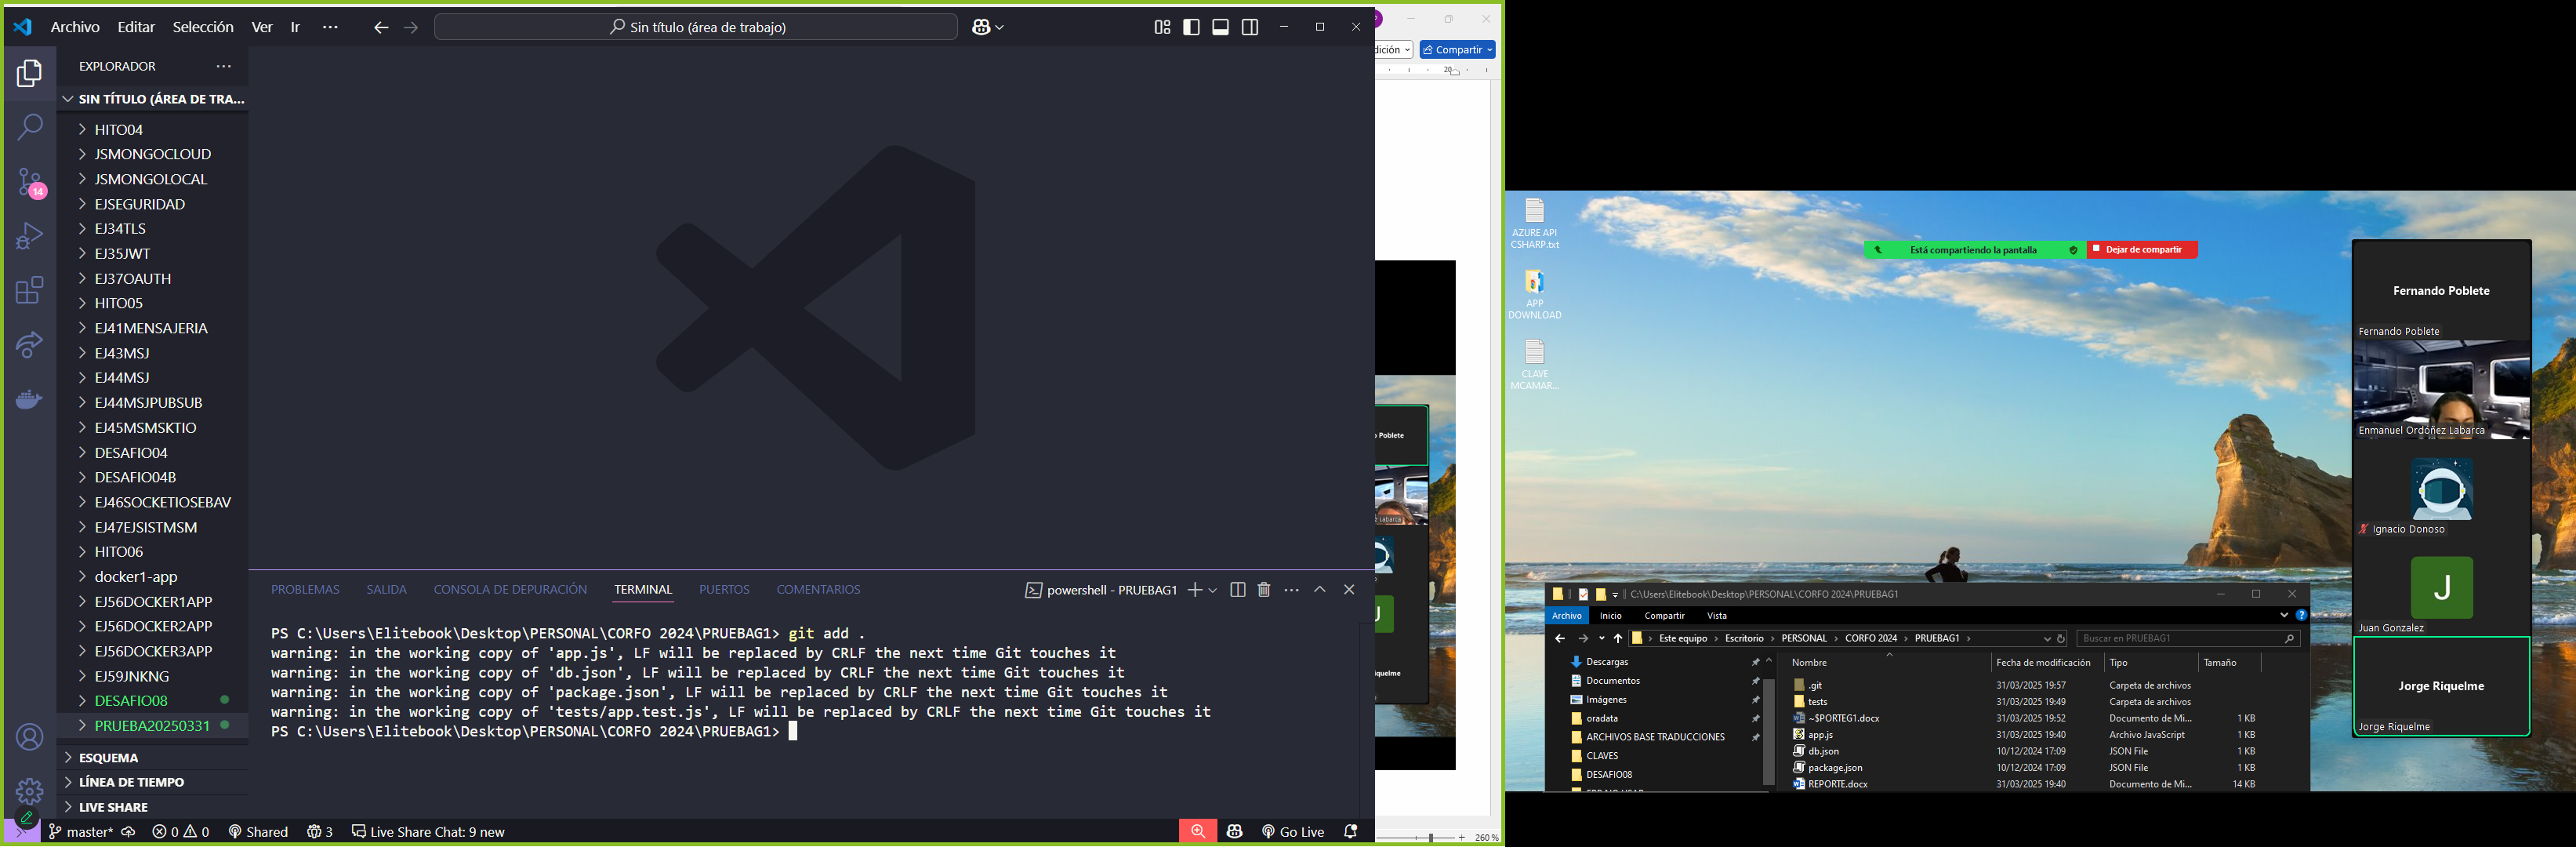 Archivo Editar Selección Ver Ir ···
Sin título (área de trabajo)
EXPLORADOR ···
SIN TÍTULO (ÁREA DE TRA...
HITO04
JSMONGOCLOUD
JSMONGOLOCAL
EJSEGURIDAD
EJ34TLS
EJ35JWT
EJ37OAUTH
HITO05
EJ41MENSAJERIA
EJ43MSJ
EJ44MSJ
EJ44MSJPUBSUB
EJ45MSMSKTIO
DESAFIO04
DESAFIO04B
EJ46SOCKETIOSEBAV
EJ47EJSISTMSM
HITO06
docker1-app
EJ56DOCKER1APP
EJ56DOCKER2APP
EJ56DOCKER3APP
EJ59JNKNG
DESAFIO08
PRUEBA20250331
ESQUEMA
LÍNEA DE TIEMPO
LIVE SHARE
14
PROBLEMAS SALIDA CONSOLA DE DEPURACIÓN TERMINAL PUERTOS COMENTARIOS
powershell - PRUEBAG1
PS C:\Users\Elitebook\Desktop\PERSONAL\CORFO 2024\PRUEBAG1> git add .
warning: in the working copy of 'app.js', LF will be replaced by CRLF the next time Git touches it
warning: in the working copy of 'db.json', LF will be replaced by CRLF the next time Git touches it
warning: in the working copy of 'package.json', LF will be replaced by CRLF the next time Git touches it
warning: in the working copy of 'tests/app.test.js', LF will be replaced by CRLF the next time Git touches it
PS C:\Users\Elitebook\Desktop\PERSONAL\CORFO 2024\PRUEBAG1>
master* 0 0 Shared 3 Live Share Chat: 9 new
Go Live
dición
Compartir
20
Poblete
Labarca
J
iquelme
260 %
AZURE API
CSHARP.txt
APP
DOWNLOAD
CLAVE
MCAMAR...
Está compartiendo la pantalla
Dejar de compartir
Fernando Poblete
Fernando Poblete
Enmanuel Ordóñez Labarca
Ignacio Donoso
J
Juan Gonzalez
Jorge Riquelme
Jorge Riquelme
C:\Users\Elitebook\Desktop\PERSONAL\CORFO 2024\PRUEBAG1
Archivo Inicio Compartir Vista
Este equipo Escritorio PERSONAL CORFO 2024 PRUEBAG1
Buscar en PRUEBAG1
Descargas
Documentos
Imágenes
oradata
ARCHIVOS BASE TRADUCCIONES
CLAVES
DESAFIO08
Nombre Fecha de modificación Tipo Tamaño
.git 31/03/2025 19:57 Carpeta de archivos
tests 31/03/2025 19:49 Carpeta de archivos
~$PORTEG1.docx 31/03/2025 19:52 Documento de Mi... 1 KB
app.js 31/03/2025 19:40 Archivo JavaScript 1 KB
db.json 10/12/2024 17:09 JSON File 1 KB
package.json 10/12/2024 17:09 JSON File 1 KB
REPORTE.docx 31/03/2025 19:40 Documento de Mi... 14 KB